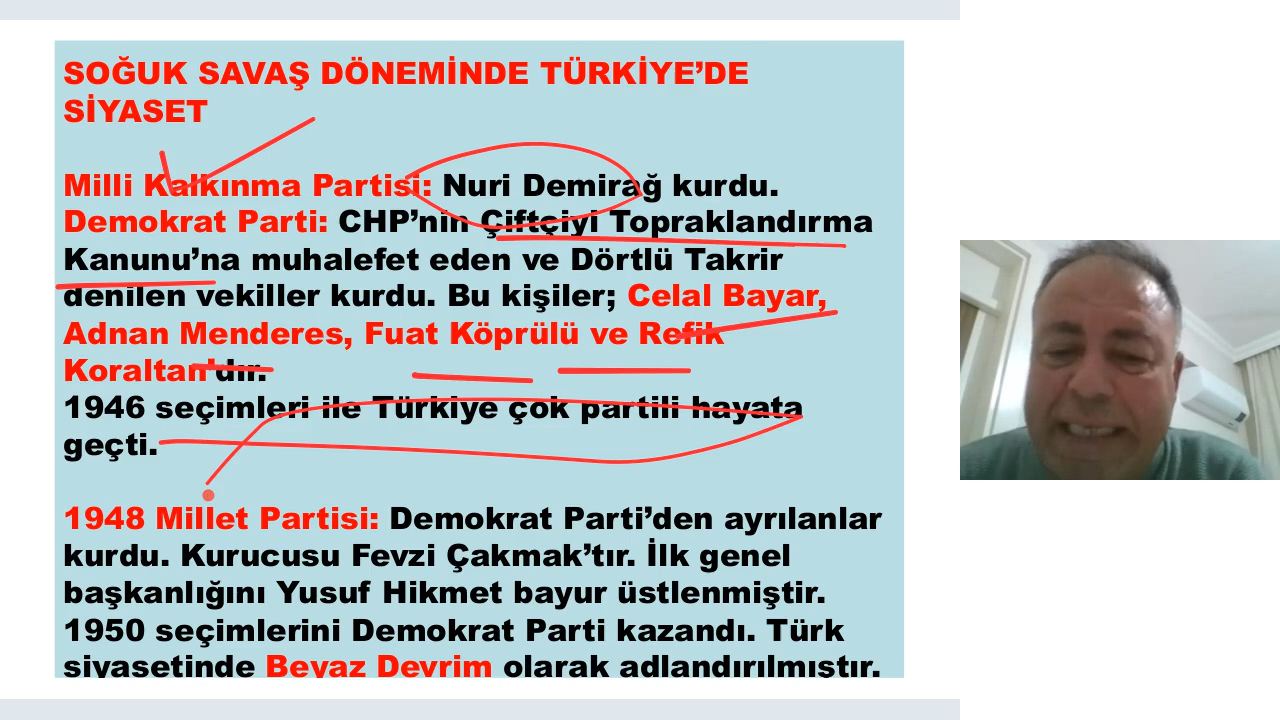 SOĞUK SAVAŞ DÖNEMİNDE TÜRKİYE’DE
SİYASET
Milli Kalkınma Partisi: Nuri Demirağ kurdu.
Demokrat Parti: CHP’nin Çiftçiyi Topraklandırma
Kanunu’na muhalefet eden ve Dörtlü Takrir
denilen vekiller kurdu. Bu kişiler; Celal Bayar,
Adnan Menderes, Fuat Köprülü ve Refik
Koraltan’dır.
1946 seçimleri ile Türkiye çok partili hayata
geçti.
1948 Millet Partisi: Demokrat Parti’den ayrılanlar
kurdu. Kurucusu Fevzi Çakmak’tır. İlk genel
başkanlığını Yusuf Hikmet bayur üstlenmiştir.
1950 seçimlerini Demokrat Parti kazandı. Türk
siyasetinde Beyaz Devrim olarak adlandırılmıştır.